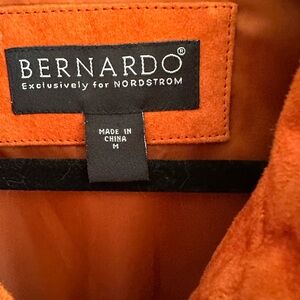 BERNARDO®
Exclusively for NORDSTROM
MADE IN
CHINA
M